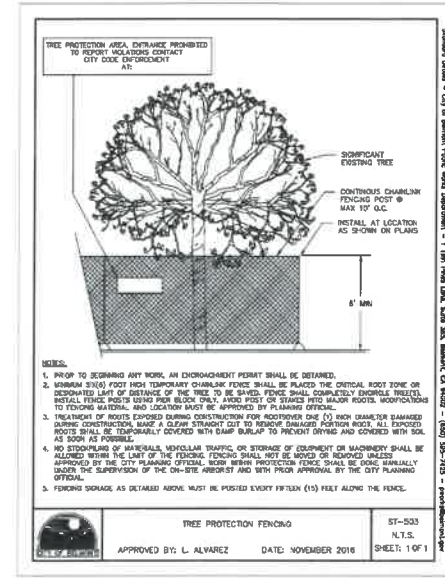 TREE PROTECTION AREA, ENTRANCE PROHIBITED
TO REPORT VIOLATIONS CONTACT
CITY CODE ENFORCEMENT
AT:
SIGNIFICANT
EXISTING TREE
CONTINOUS CHAINLINK
FENCING POST @
MAX 10' O.C.
INSTALL AT LOCATION
AS SHOWN ON PLANS
6' MIN
NOTES:
1. PRIOR TO BEGINNING ANY WORK, AN ENCROACHMENT PERMIT SHALL BE OBTAINED.
2. MINIMUM SIX(6) FOOT HIGH TEMPORARY CHAINLINK FENCE SHALL BE PLACED THE CRITICAL ROOT ZONE OR
DESIGNATED LIMIT OF DISTANCE OF THE TREE TO BE SAVED. FENCE SHALL COMPLETELY ENCIRCLE TREE(S).
INSTALL FENCE POSTS USING PIER BLOCK ONLY. AVOID POST OR STAKES INTO MAJOR ROOTS. MODIFICATIONS
TO FENCING MATERIAL AND LOCATION MUST BE APPROVED BY PLANNING OFFICIAL.
3. TREATMENT OF ROOTS EXPOSED DURING CONSTRUCTION FOR ROOTSOVER ONE (1) INCH DIAMETER DAMAGED
DURING CONSTRUCTION, MAKE A CLEAN STRAIGHT CUT TO REMOVE DAMAGED PORTION ROOT. ALL EXPOSED
ROOTS SHALL BE TEMPORARILY COVERED WITH DAMP BURLAP TO PREVENT DRYING AND COVERED WITH SOIL
AS SOON AS POSSIBLE.
4. NO STOCKPILING OF MATERIALS, VEHICULAR TRAFFIC, OR STORAGE OF EQUIPMENT OR MACHINERY SHALL BE
ALLOWED WITHIN THE LIMIT OF THE FENCING. FENCING SHALL NOT BE MOVED OR REMOVED UNLESS
APPROVED BY THE CITY PLANNING OFFICIAL. WORK WITHIN PROTECTION FENCE SHALL BE DONE MANUALLY
UNDER THE SUPERVISION OF THE ON-SITE ARBORIST AND WITH PRIOR APPROVAL BY THE CITY PLANNING
OFFICIAL.
5. FENCING SIGNAGE AS DETAILED ABOVE MUST BE POSTED EVERY FIFTEEN (15) FEET ALONG THE FENCE.
CITY OF BELMONT
TREE PROTECTION FENCING
APPROVED BY: L. ALVAREZ DATE: NOVEMBER 2016
ST-503
N.T.S.
SHEET: 1 OF 1